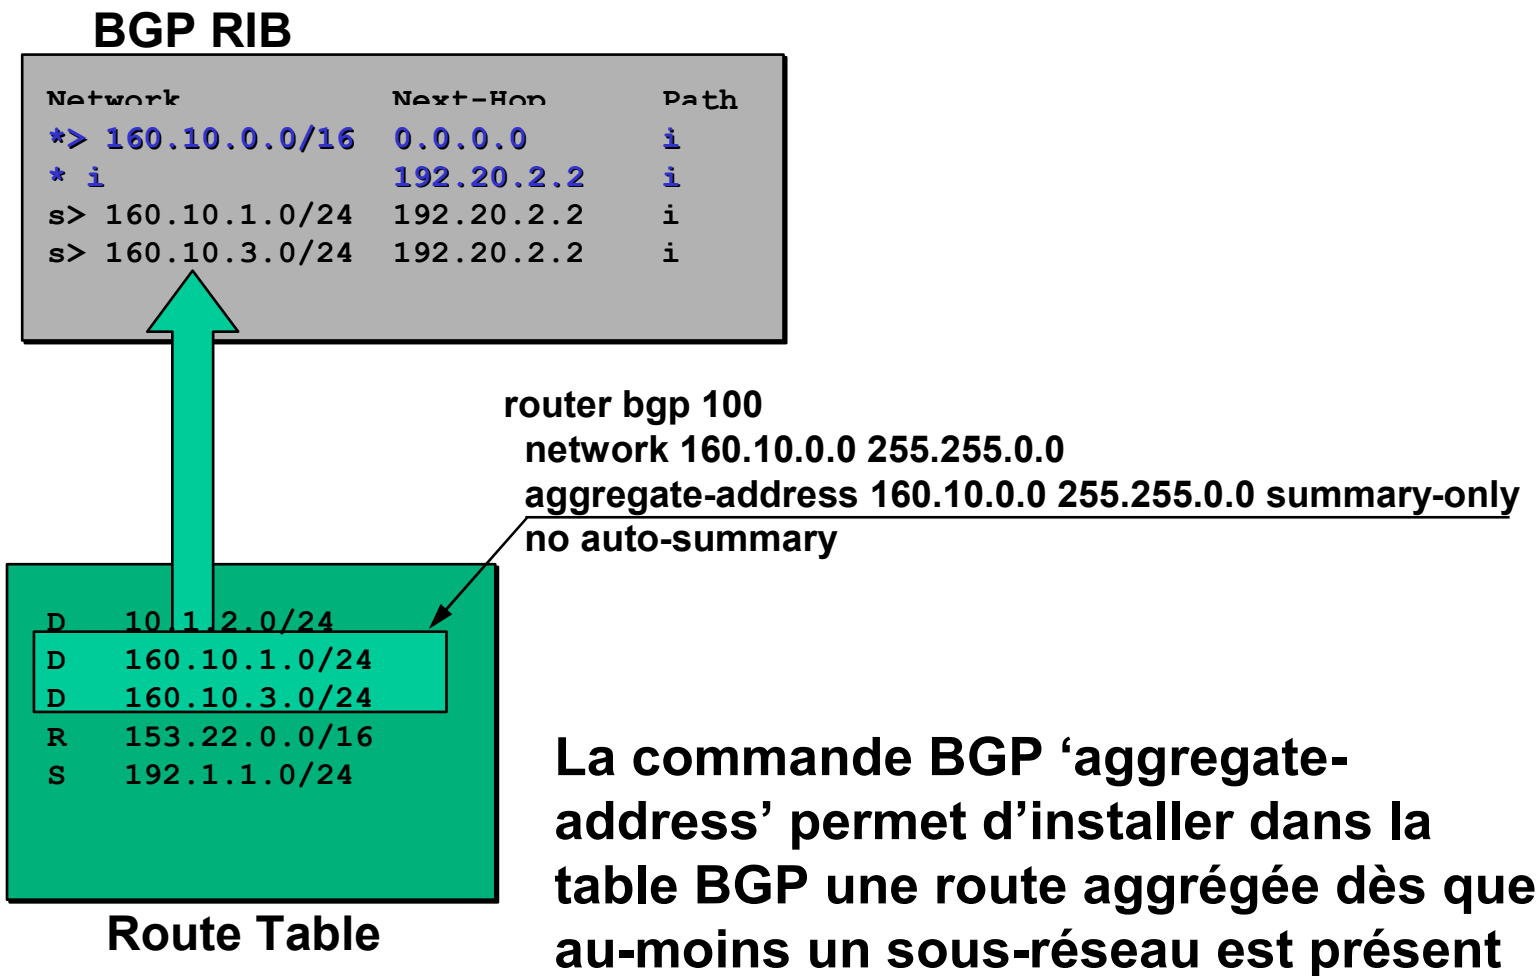 BGP RIB
Network Next-Hop Path
*> 160.10.0.0/16 0.0.0.0 i
* i 192.20.2.2 i
s> 160.10.1.0/24 192.20.2.2 i
s> 160.10.3.0/24 192.20.2.2 i
router bgp 100
network 160.10.0.0 255.255.0.0
aggregate-address 160.10.0.0 255.255.0.0 summary-only
no auto-summary
D 10.1.2.0/24
D 160.10.1.0/24
D 160.10.3.0/24
R 153.22.0.0/16
S 192.1.1.0/24
Route Table
La commande BGP ‘aggregate-
address’ permet d’installer dans la
table BGP une route aggrégée dès que
au-moins un sous-réseau est présent